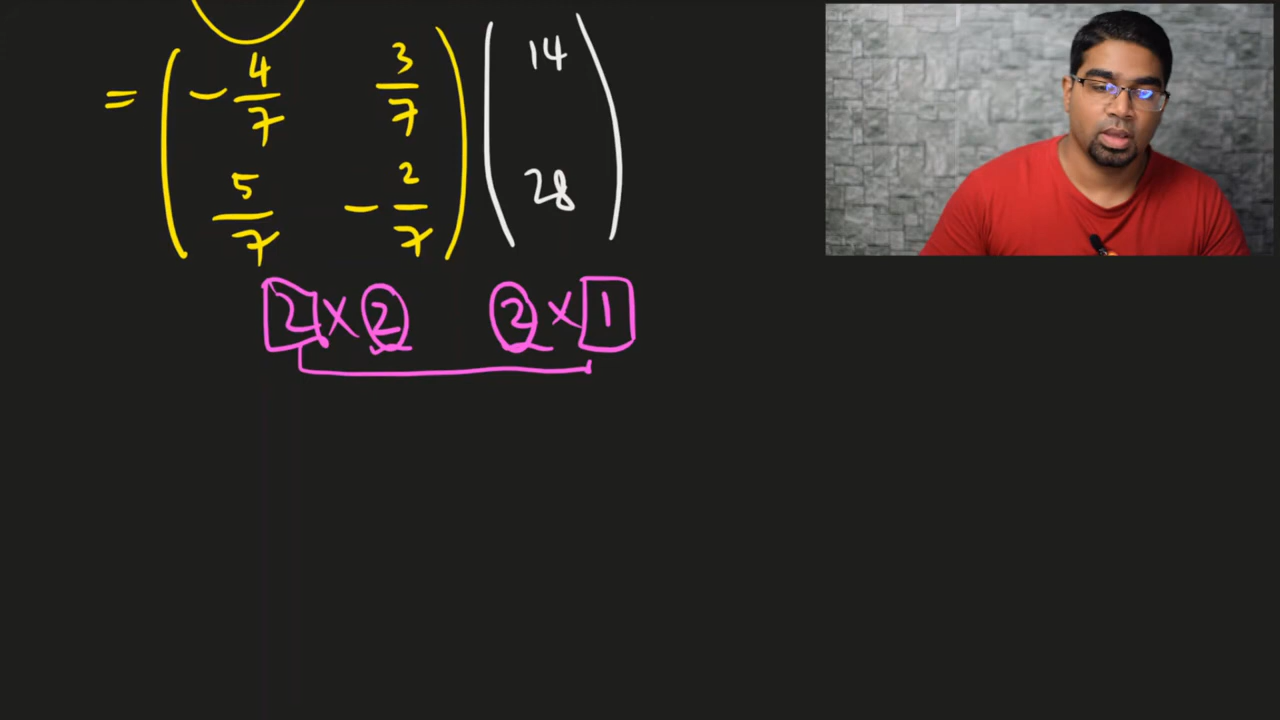 = ( - 4/7 3/7 ) ( 14 )
( 5/7 - 2/7 ) ( 28 )
2 × 2 2 × 1